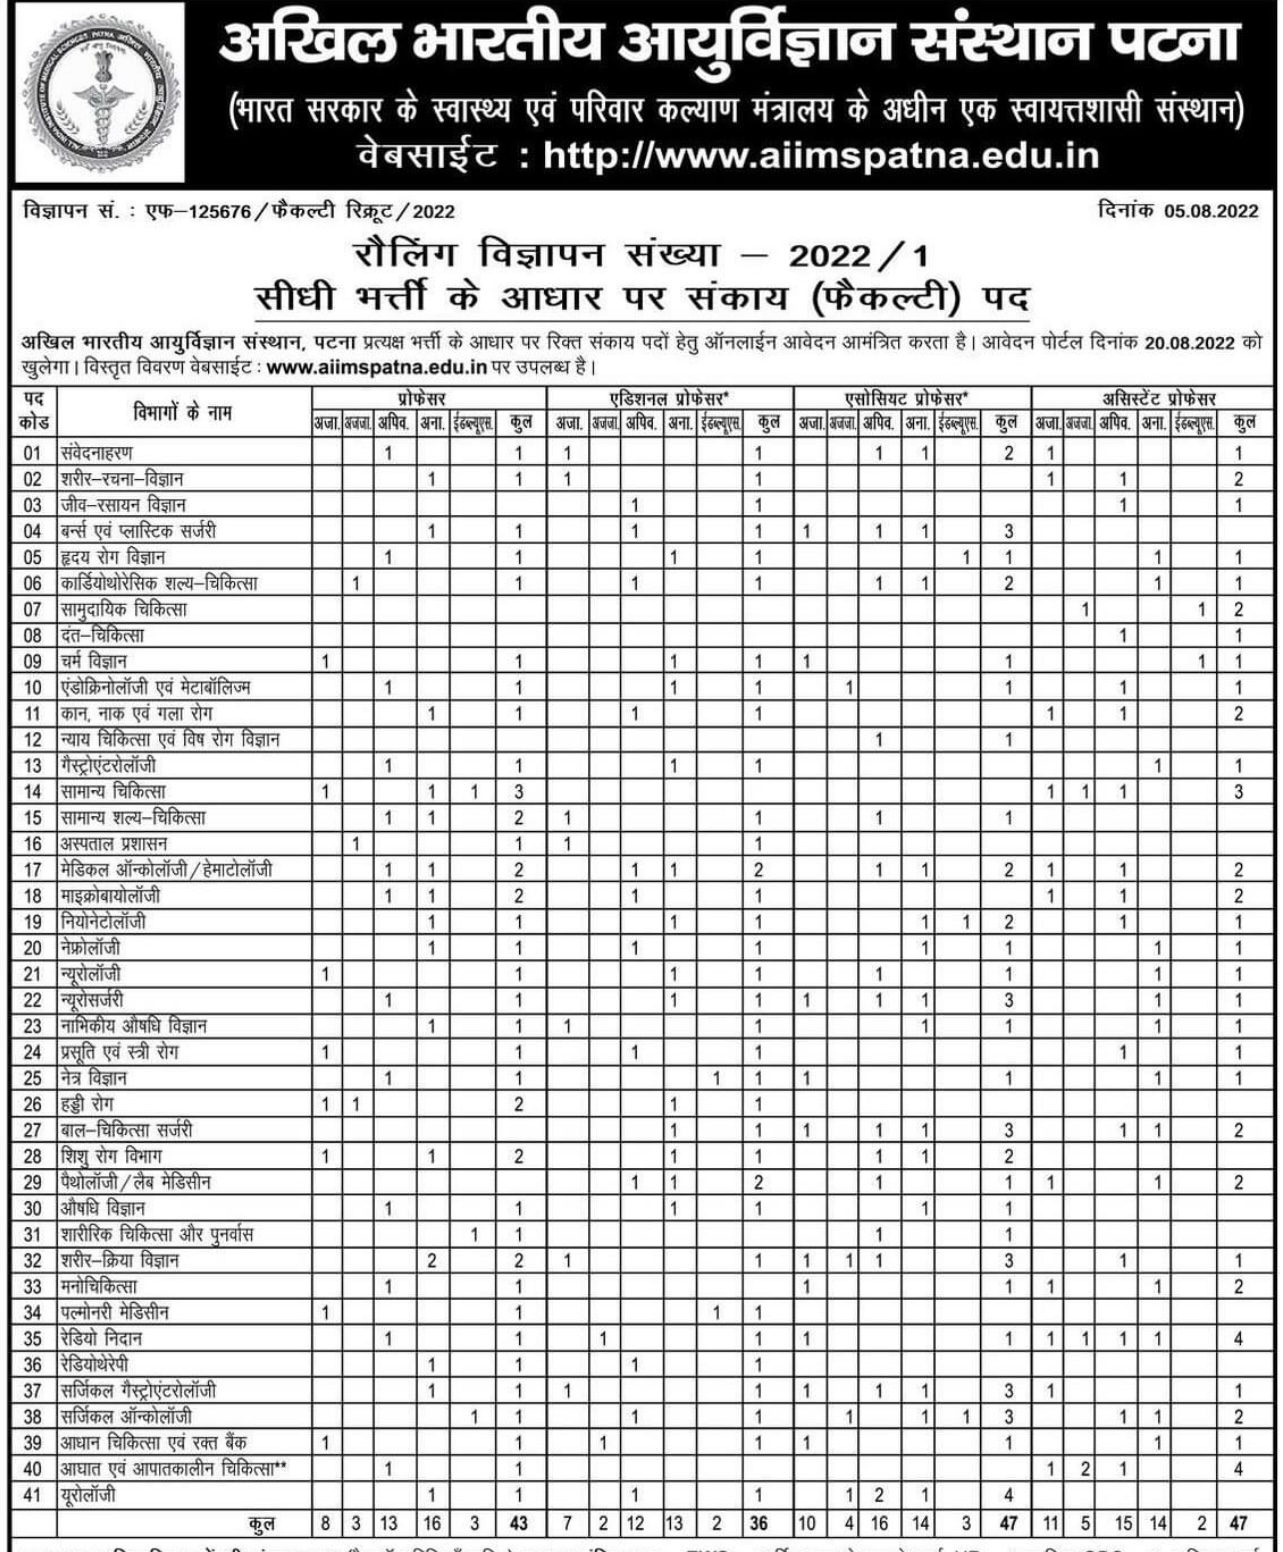 अखिल भारतीय आयुर्विज्ञान संस्थान पटना
(भारत सरकार के स्वास्थ्य एवं परिवार कल्याण मंत्रालय के अधीन एक स्वायत्तशासी संस्थान)
वेबसाईट : http://www.aiimspatna.edu.in
विज्ञापन सं. : एफ–125676/फैकल्टी रिक्रूट/2022 दिनांक 05.08.2022
रौलिंग विज्ञापन संख्या – 2022/1
सीधी भर्त्ती के आधार पर संकाय (फैकल्टी) पद
अखिल भारतीय आयुर्विज्ञान संस्थान, पटना प्रत्यक्ष भर्त्ती के आधार पर रिक्त संकाय पदों हेतु ऑनलाईन आवेदन आमंत्रित करता है। आवेदन पोर्टल दिनांक 20.08.2022 को
खुलेगा। विस्तृत विवरण वेबसाईट : www.aiimspatna.edu.in पर उपलब्ध है।
पद कोड विभागों के नाम प्रोफेसर एडिशनल प्रोफेसर* एसोसियट प्रोफेसर* असिस्टेंट प्रोफेसर
अजा. अजजा. अपिव. अना. ईडब्ल्यूएस. कुल अजा. अजजा. अपिव. अना. ईडब्ल्यूएस. कुल अजा. अजजा. अपिव. अना. ईडब्ल्यूएस. कुल अजा. अजजा. अपिव. अना. ईडब्ल्यूएस. कुल
01 संवेदनाहरण 1 1 1 1 1 1 2 1 1
02 शरीर–रचना–विज्ञान 1 1 1 1 1 1 2
03 जीव–रसायन विज्ञान 1 1 1 1
04 बर्न्स एवं प्लास्टिक सर्जरी 1 1 1 1 1 1 1 3
05 हृदय रोग विज्ञान 1 1 1 1 1 1 1 1
06 कार्डियोथोरेसिक शल्य–चिकित्सा 1 1 1 1 1 1 2 1 1
07 सामुदायिक चिकित्सा 1 1 2
08 दंत–चिकित्सा 1 1
09 चर्म विज्ञान 1 1 1 1 1 1 1 1
10 एंडोक्रिनोलॉजी एवं मेटाबॉलिज्म 1 1 1 1 1 1 1 1
11 कान, नाक एवं गला रोग 1 1 1 1 1 1 2
12 न्याय चिकित्सा एवं विष रोग विज्ञान 1 1
13 गैस्ट्रोएंटरोलॉजी 1 1 1 1 1 1
14 सामान्य चिकित्सा 1 1 1 3 1 1 1 3
15 सामान्य शल्य–चिकित्सा 1 1 2 1 1 1 1
16 अस्पताल प्रशासन 1 1 1 1
17 मेडिकल ऑन्कोलॉजी/हेमाटोलॉजी 1 1 2 1 1 2 1 1 2 1 1 2
18 माइक्रोबायोलॉजी 1 1 2 1 1 1 1 2
19 नियोनेटोलॉजी 1 1 1 1 1 1 2 1 1
20 नेफ्रोलॉजी 1 1 1 1 1 1 1 1
21 न्यूरोलॉजी 1 1 1 1 1 1 1 1
22 न्यूरोसर्जरी 1 1 1 1 1 1 1 3 1 1
23 नाभिकीय औषधि विज्ञान 1 1 1 1 1 1 1 1
24 प्रसूति एवं स्त्री रोग 1 1 1 1 1 1
25 नेत्र विज्ञान 1 1 1 1 1 1 1 1
26 हड्डी रोग 1 1 2 1 1
27 बाल–चिकित्सा सर्जरी 1 1 1 1 1 3 1 1 2
28 शिशु रोग विभाग 1 1 2 1 1 1 1 2
29 पैथोलॉजी/लैब मेडिसीन 1 1 2 1 1 1 1 2
30 औषधि विज्ञान 1 1 1 1 1 1
31 शारीरिक चिकित्सा और पुनर्वास 1 1 1 1
32 शरीर–क्रिया विज्ञान 2 2 1 1 1 1 1 3 1 1
33 मनोचिकित्सा 1 1 1 1 1 1 2
34 पल्मोनरी मेडिसीन 1 1 1 1
35 रेडियो निदान 1 1 1 1 1 1 1 1 1 1 4
36 रेडियोथेरेपी 1 1 1 1
37 सर्जिकल गैस्ट्रोएंटरोलॉजी 1 1 1 1 1 1 1 3 1 1
38 सर्जिकल ऑन्कोलॉजी 1 1 1 1 1 1 1 3 1 1 2
39 आधान चिकित्सा एवं रक्त बैंक 1 1 1 1 1 1 1 1
40 आघात एवं आपातकालीन चिकित्सा** 1 1 1 2 1 4
41 यूरोलॉजी 1 1 1 1 1 2 1 4
कुल 8 3 13 16 3 43 7 2 12 13 2 36 10 4 16 14 3 47 11 5 15 14 2 47